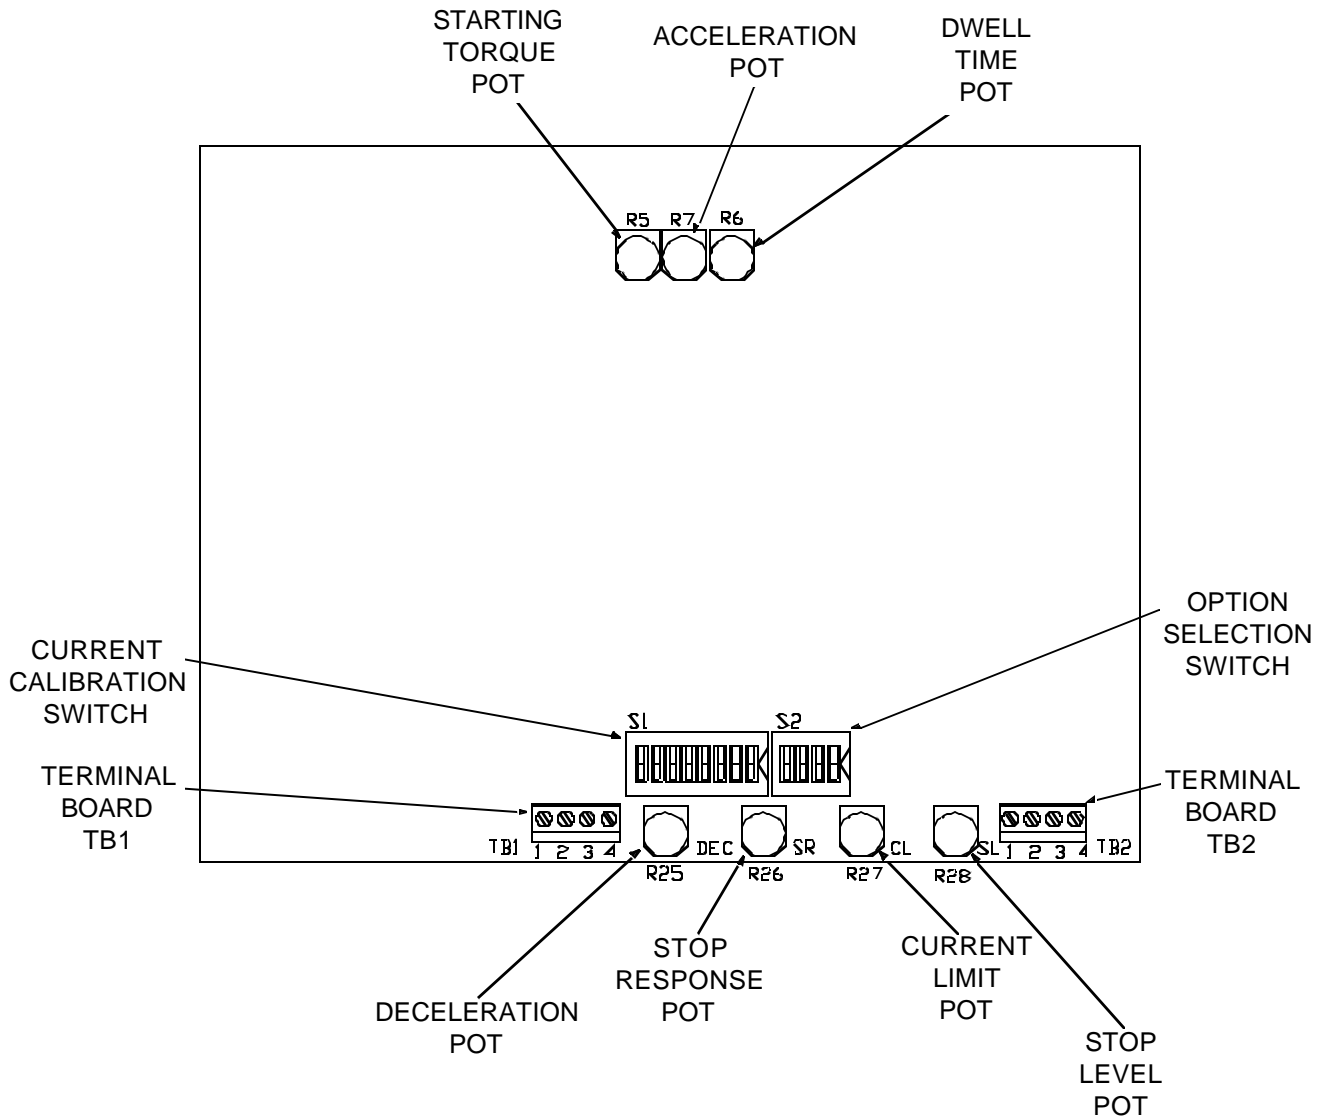 STARTING
TORQUE
POT
ACCELERATION
POT
DWELL
TIME
POT
R5
R7
R6
OPTION
SELECTION
SWITCH
CURRENT
CALIBRATION
SWITCH
S1
S2
TERMINAL
BOARD
TB1
TERMINAL
BOARD
TB2
TB1
1 2 3 4
DEC
SR
CL
SL
1 2 3 4
TB2
R25
R26
R27
R28
STOP
RESPONSE
POT
CURRENT
LIMIT
POT
DECELERATION
POT
STOP
LEVEL
POT